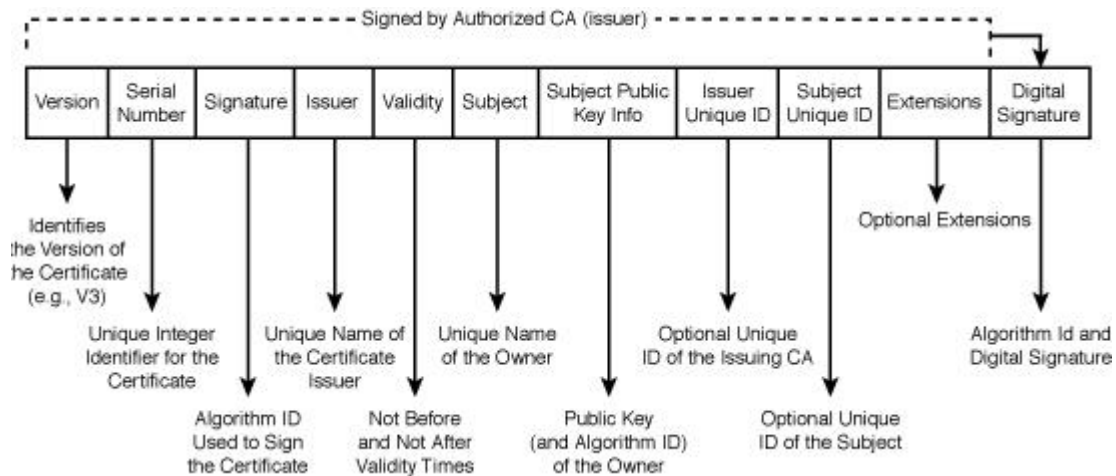 Signed by Authorized CA (issuer)
Version
Serial
Number
Signature
Issuer
Validity
Subject
Subject Public
Key Info
Issuer
Unique ID
Subject
Unique ID
Extensions
Digital
Signature
Identifies
the Version of
the Certificate
(e.g., V3)
Optional Extensions
Unique Integer
Identifier for the
Certificate
Unique Name of
the Certificate
Issuer
Unique Name
of the Owner
Optional Unique
ID of the Issuing CA
Algorithm Id and
Digital Signature
Algorithm ID
Used to Sign
the Certificate
Not Before
and Not After
Validity Times
Public Key
(and Algorithm ID)
of the Owner
Optional Unique
ID of the Subject